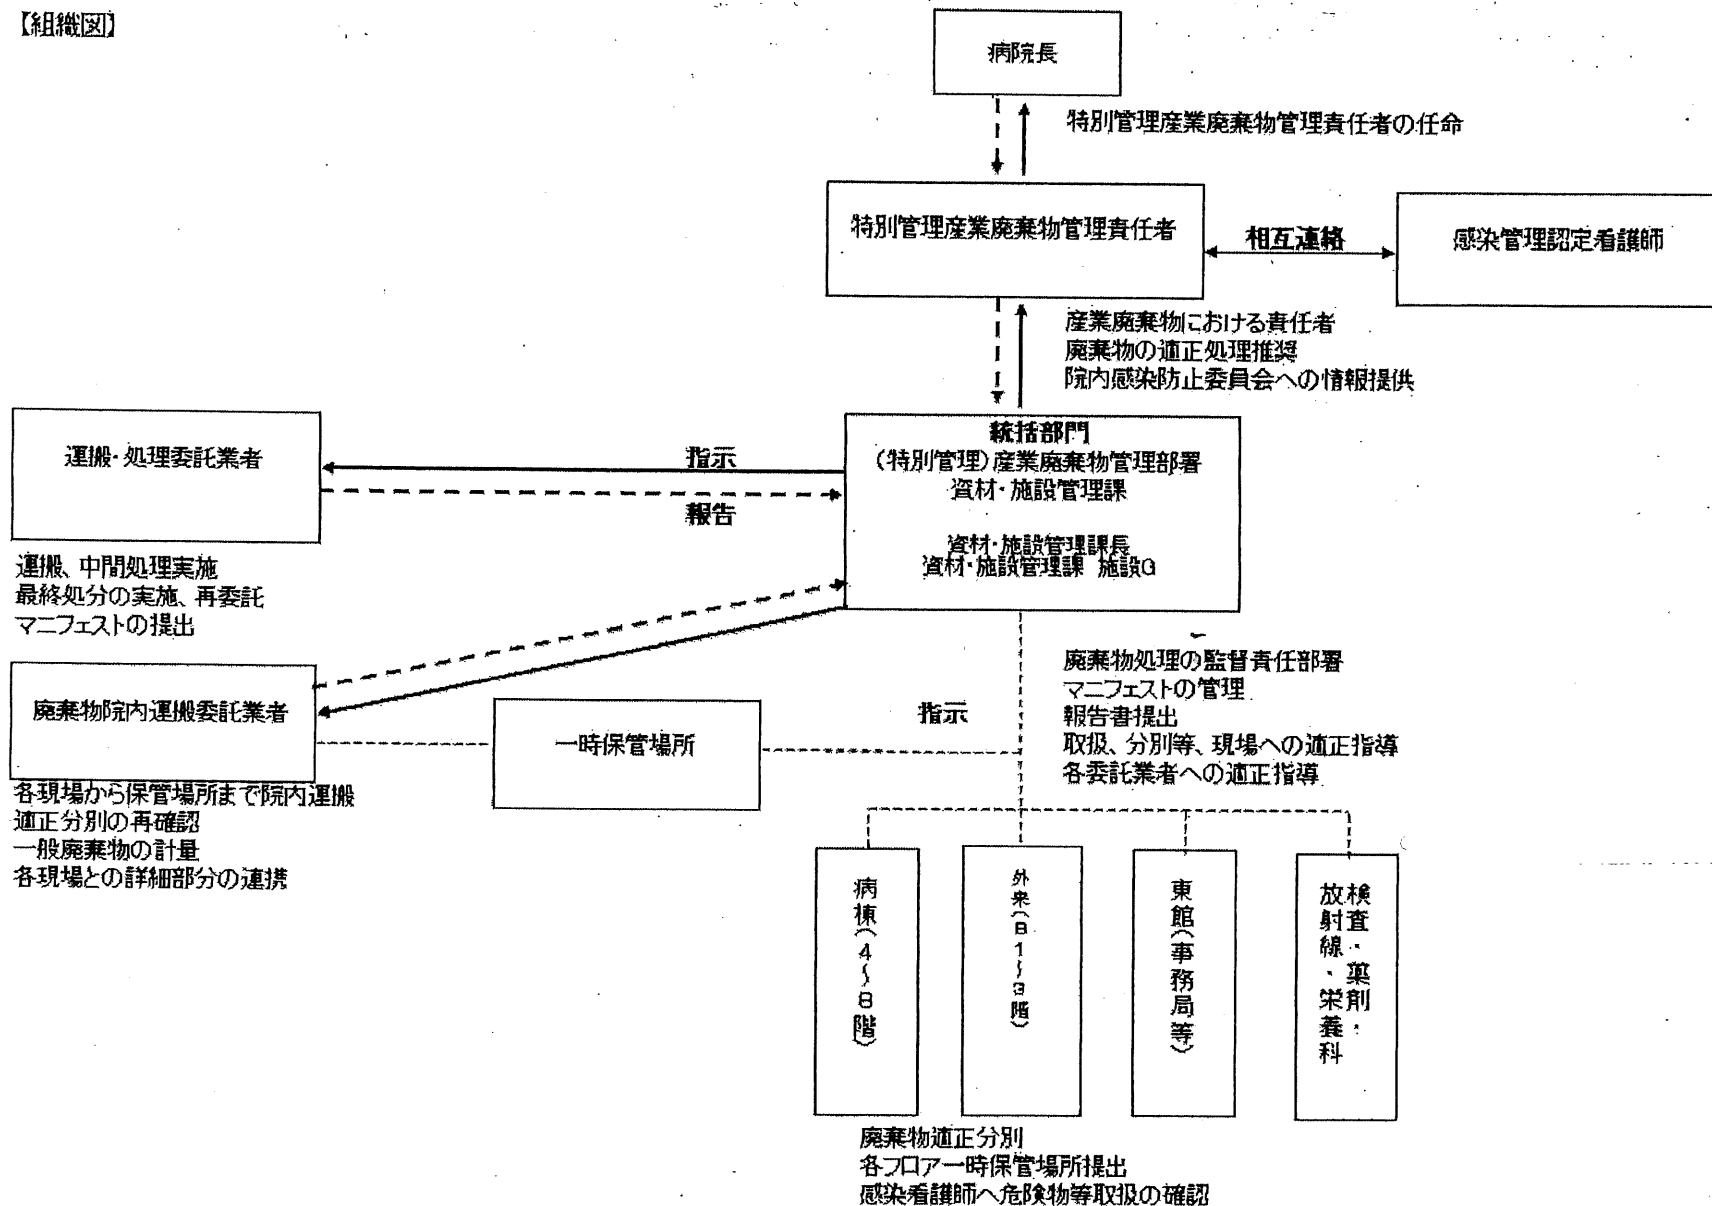 【組織図】
病院長
特別管理産業廃棄物管理責任者の任命
特別管理産業廃棄物管理責任者
相互連絡
感染管理認定看護師
産業廃棄物における責任者
廃棄物の適正処理推奨
院内感染防止委員会への情報提供
運搬・処理委託業者
指示
報告
統括部門
（特別管理）産業廃棄物管理部署
資材・施設管理課
資材・施設管理課長
資材・施設管理課 施設G
運搬、中間処理実施
最終処分の実施、再委託
マニフェストの提出
廃棄物院内運搬委託業者
一時保管場所
指示
廃棄物処理の監督責任部署
マニフェストの管理
報告書提出
取扱、分別等、現場への適正指導
各委託業者への適正指導
各現場から保管場所まで院内運搬
適正分別の再確認
一般廃棄物の計量
各現場との詳細部分の連携
病棟（4～8階）
外来（B1～3階）
東館（事務局等）
検査・薬剤・
放射線・栄養科
廃棄物適正分別
各フロア一時保管場所提出
感染看護師へ危険物等取扱の確認